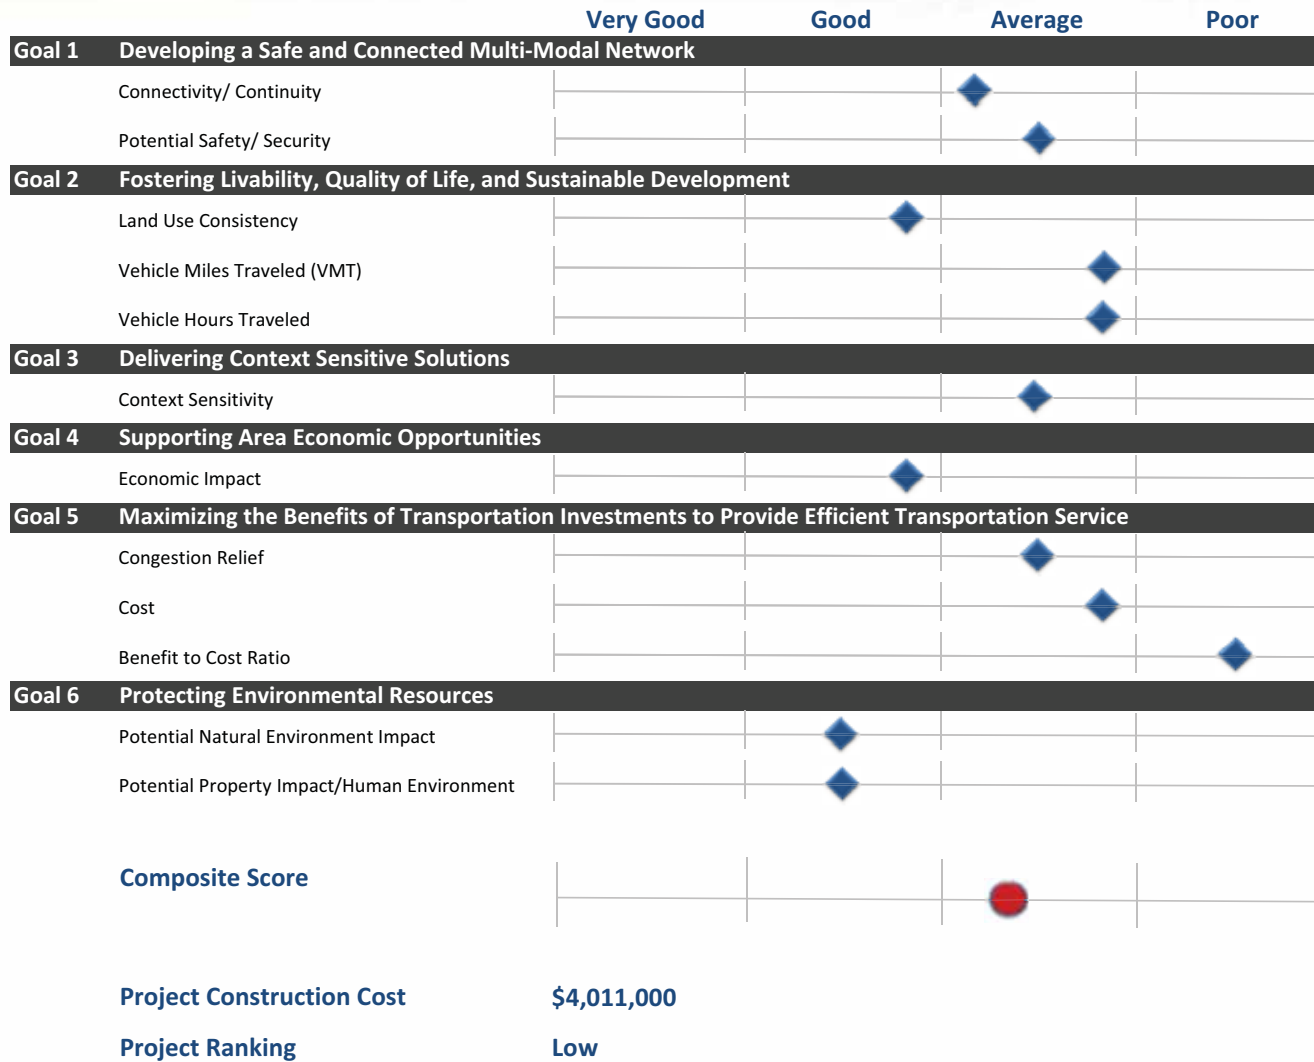 Very Good Good Average Poor
Goal 1 Developing a Safe and Connected Multi-Modal Network
Connectivity/ Continuity
Potential Safety/ Security
Goal 2 Fostering Livability, Quality of Life, and Sustainable Development
Land Use Consistency
Vehicle Miles Traveled (VMT)
Vehicle Hours Traveled
Goal 3 Delivering Context Sensitive Solutions
Context Sensitivity
Goal 4 Supporting Area Economic Opportunities
Economic Impact
Goal 5 Maximizing the Benefits of Transportation Investments to Provide Efficient Transportation Service
Congestion Relief
Cost
Benefit to Cost Ratio
Goal 6 Protecting Environmental Resources
Potential Natural Environment Impact
Potential Property Impact/Human Environment
Composite Score
Project Construction Cost $4,011,000
Project Ranking Low